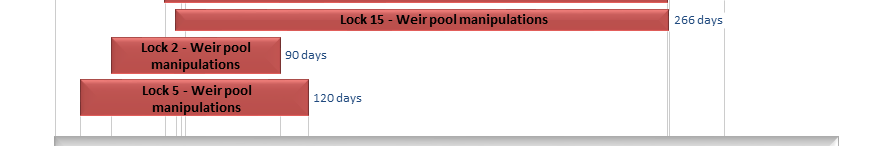 Lock 15 - Weir pool manipulations
266 days
Lock 2 - Weir pool
manipulations
90 days
Lock 5 - Weir pool
manipulations
120 days